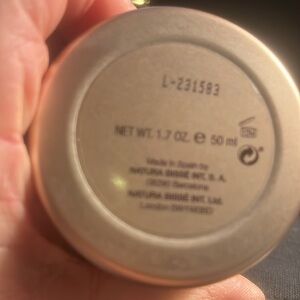 L-231583
NET WT. 1.7 OZ. e 50 ml
Made in Spain by
NATURA BISSÉ INT. S. A.
Barcelona
NATURA BISSÉ INT. Ltd.
London